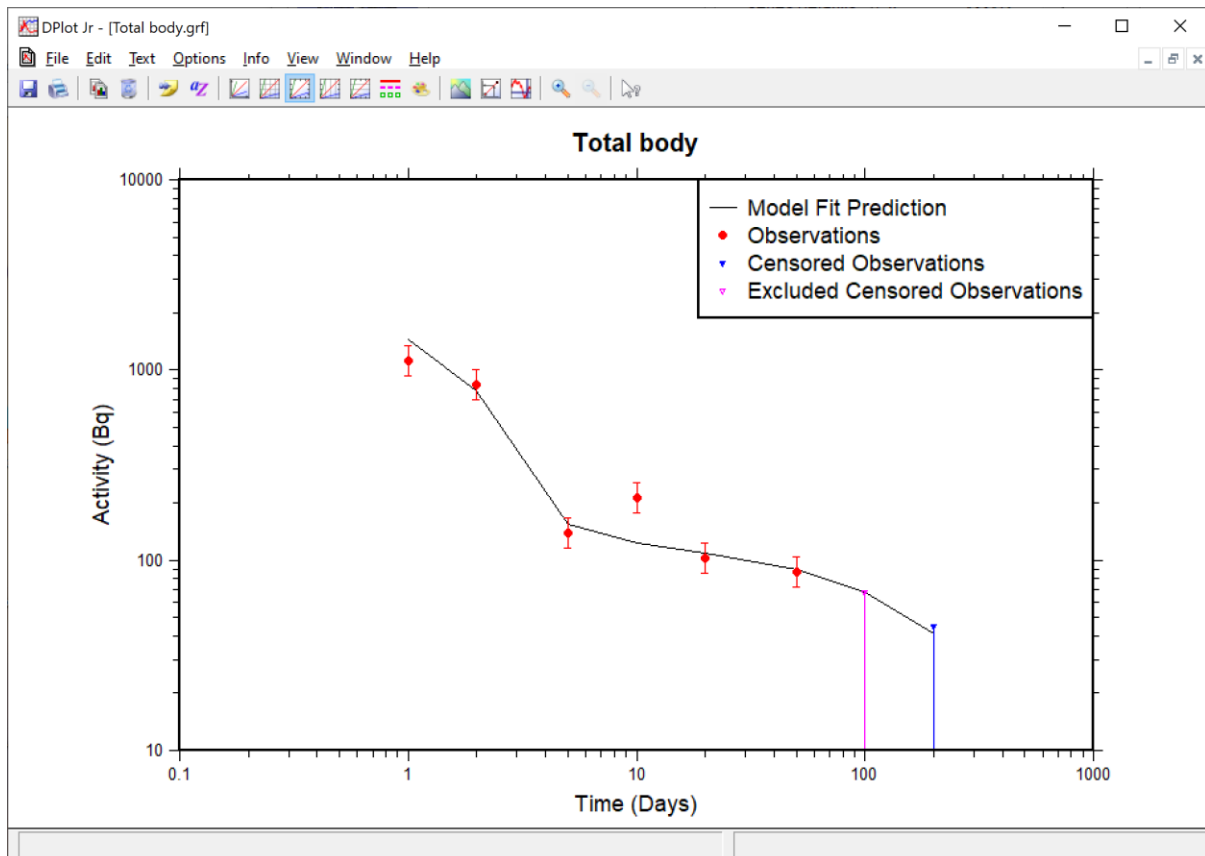 DPlot Jr - [Total body.grf]
File Edit Text Options Info View Window Help
Total body
10000
1000
100
10
Activity (Bq)
Model Fit Prediction
Observations
Censored Observations
Excluded Censored Observations
0.1 1 10 100 1000
Time (Days)